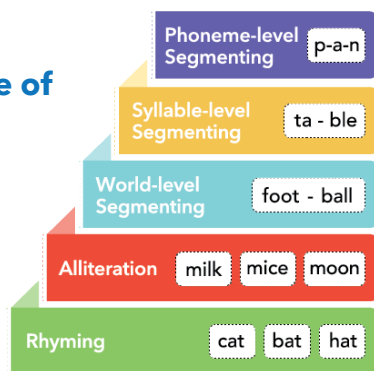 e of
Phoneme-level
Segmenting
p-a-n
Syllable-level
Segmenting
ta - ble
World-level
Segmenting
foot - ball
Alliteration
milk mice moon
Rhyming
cat bat hat